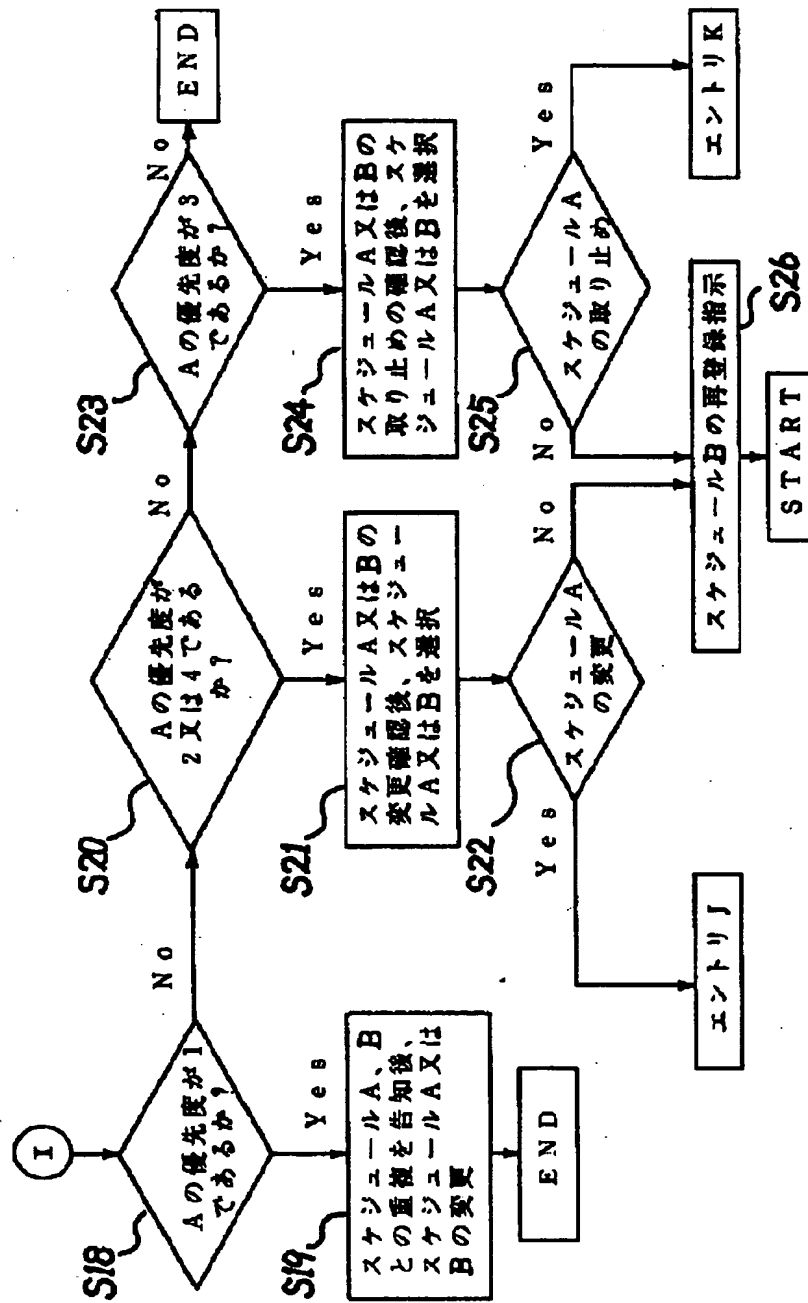 I
S18
Aの優先度が1
であるか?
No
Yes
S19
スケジュールA、B
との重複を告知後、
スケジュールA又は
Bの変更
END
S20
Aの優先度が
2又は4である
か?
No
Yes
S21
スケジュールA又はBの
変更確認後、スケジュー
ルA又はBを選択
S22
スケジュールA
の変更
Yes
No
エントリJ
S23
Aの優先度が3
であるか?
No
END
Yes
S24
スケジュールA又はBの
取り止めの確認後、スケ
ジュールA又はBを選択
S25
スケジュールA
の取り止め
No
Yes
エントリK
S26
スケジュールBの再登録指示
START